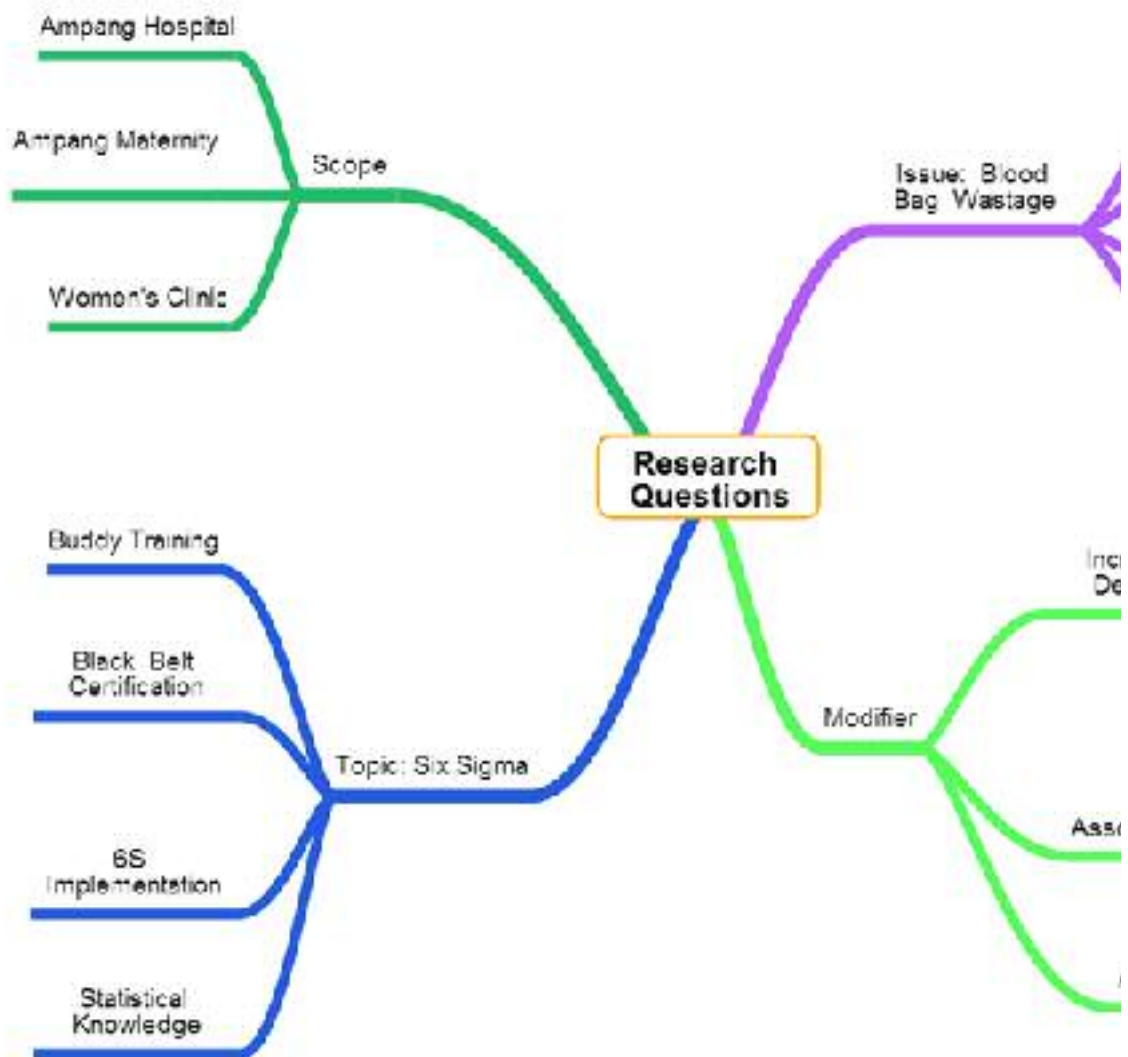 Ampang Hospital
Ampang Maternity
Scope
Women's Clinic
Issue: Blood
Bag Wastage
Research
Questions
Buddy Training
Black Belt
Certification
Topic: Six Sigma
6S
Implementation
Statistical
Knowledge
Modifier